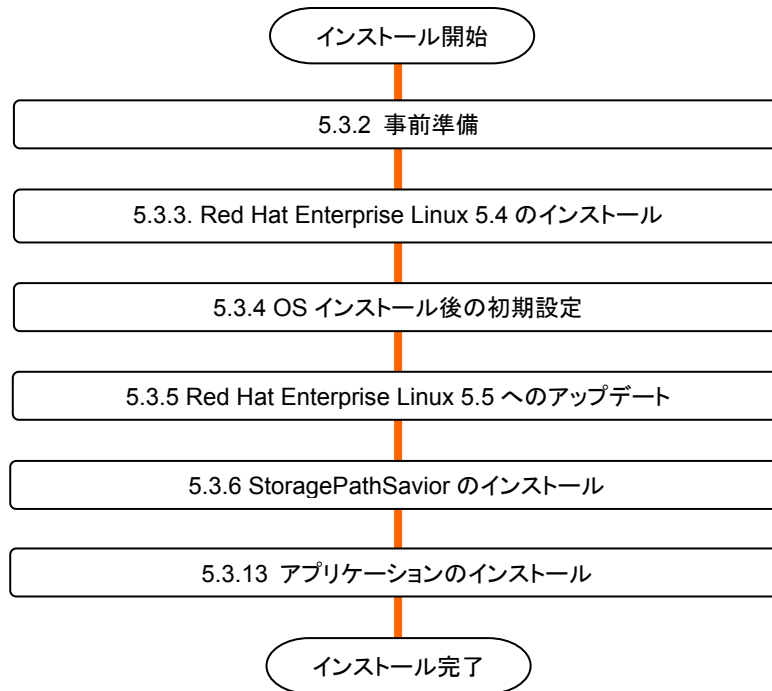 インストール開始
5.3.2 事前準備
5.3.3. Red Hat Enterprise Linux 5.4 のインストール
5.3.4 OS インストール後の初期設定
5.3.5 Red Hat Enterprise Linux 5.5 へのアップデート
5.3.6 StoragePathSavior のインストール
5.3.13 アプリケーションのインストール
インストール完了